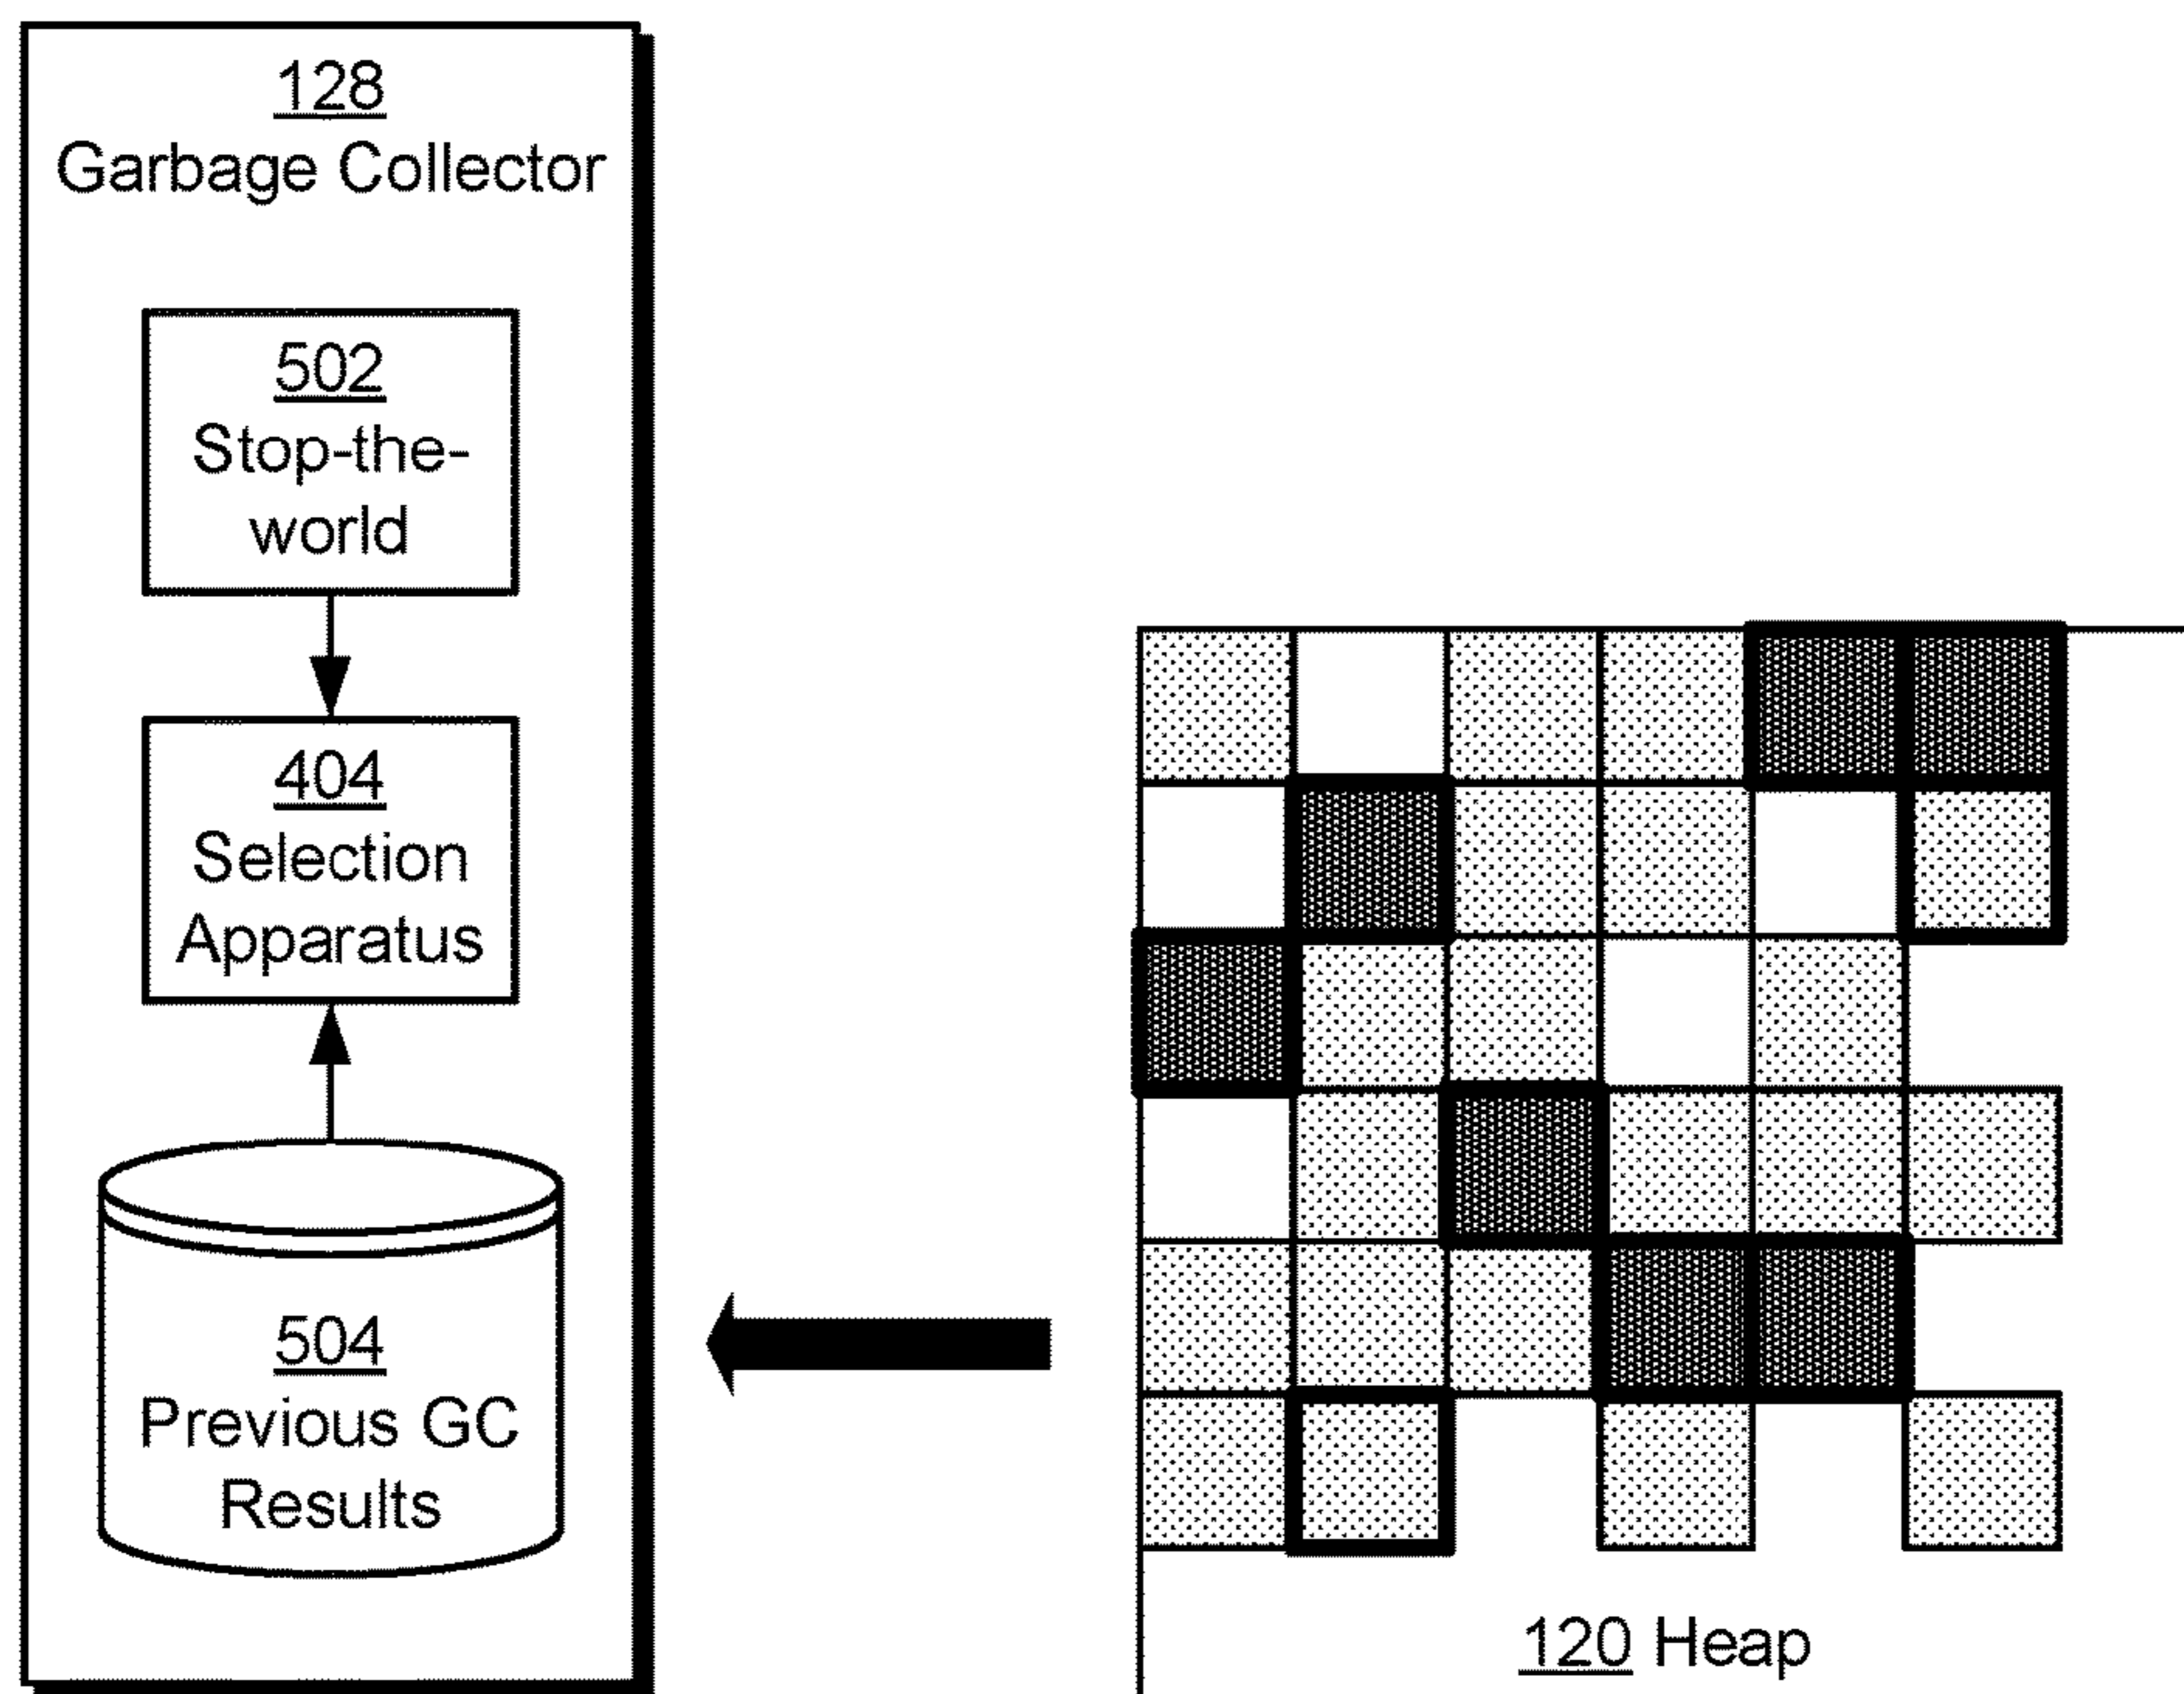 128
Garbage Collector
502
Stop-the-
world
404
Selection
Apparatus
504
Previous GC
Results
120 Heap